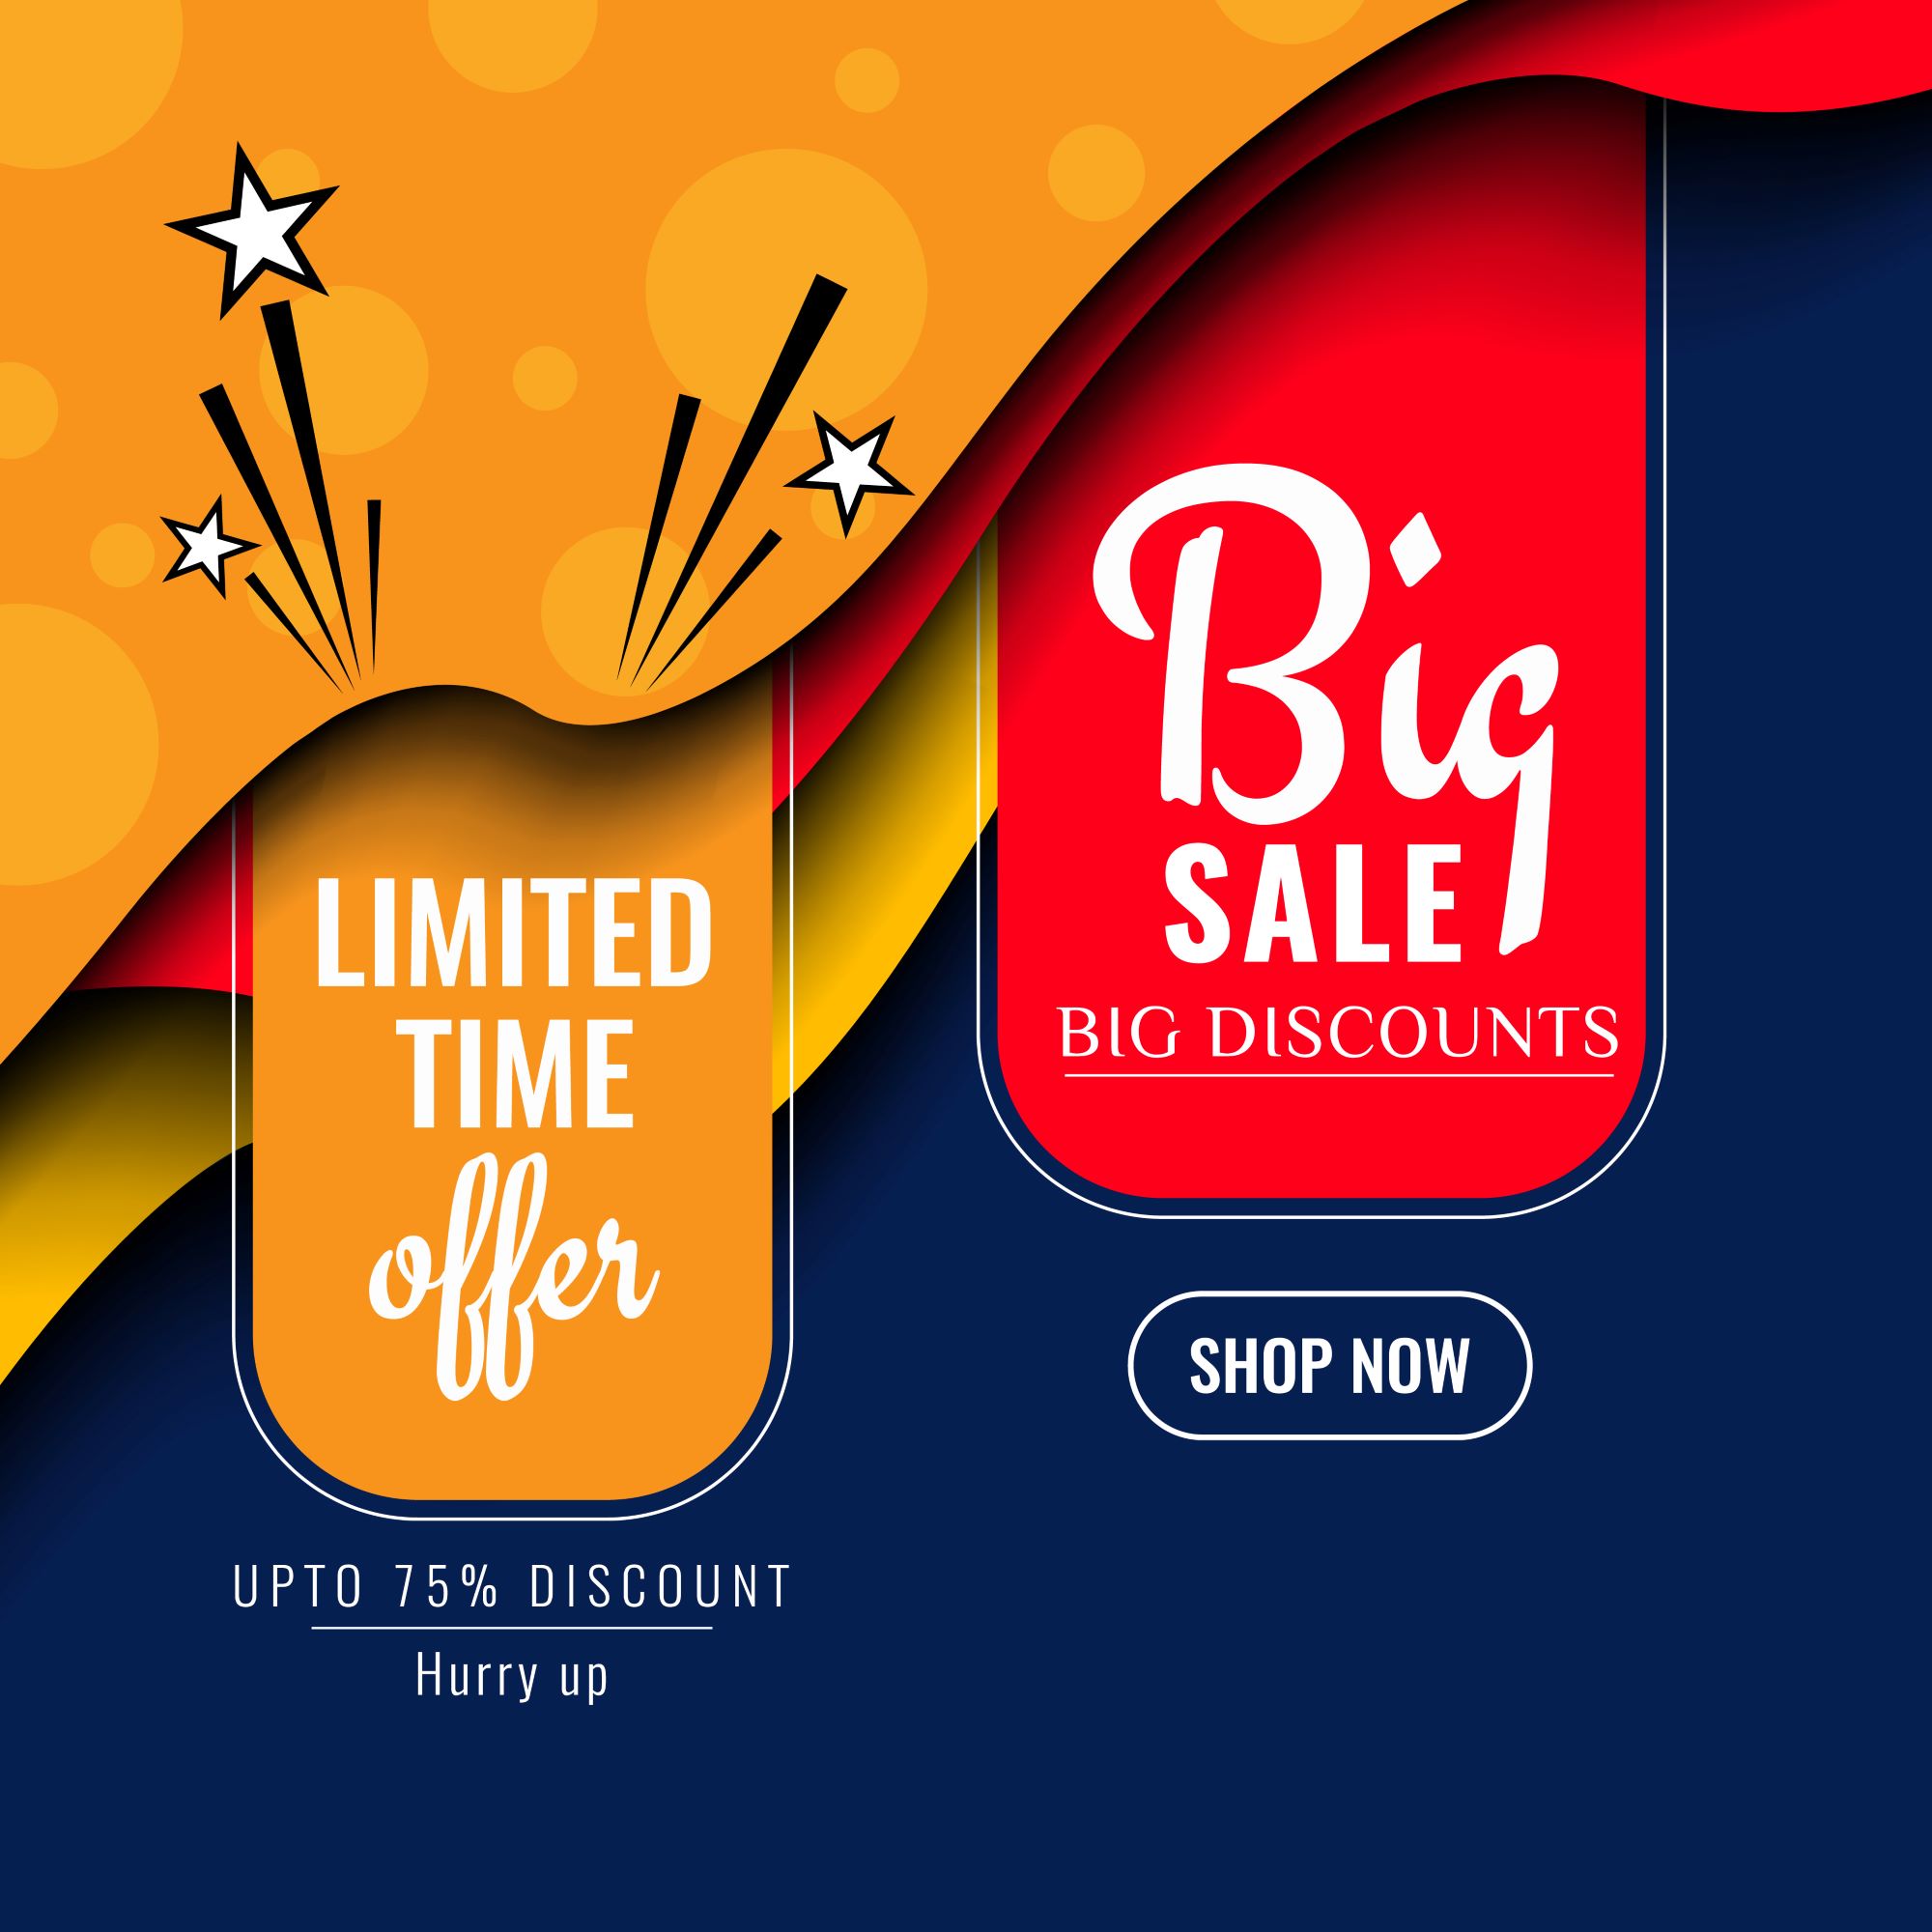 LIMITED
TIME
offer
UPTO 75% DISCOUNT
Hurry up
Big
SALE
BIG DISCOUNTS
SHOP NOW